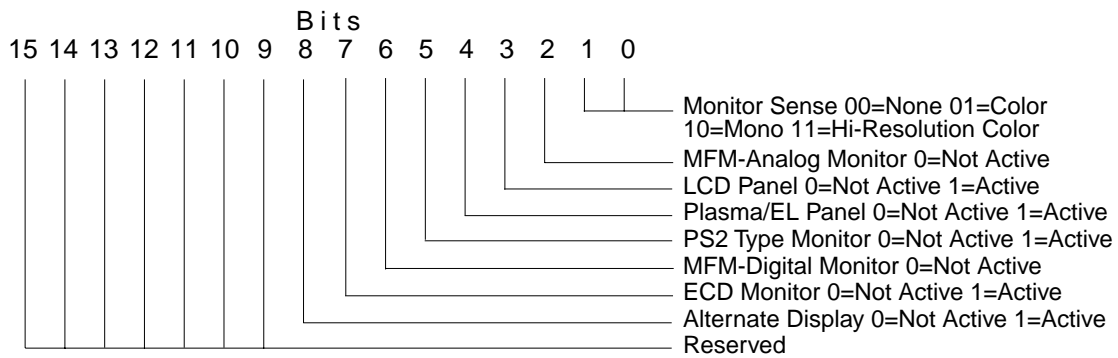 Bits
15 14 13 12 11 10 9 8 7 6 5 4 3 2 1 0
Monitor Sense 00=None 01=Color
10=Mono 11=Hi-Resolution Color
MFM-Analog Monitor 0=Not Active
LCD Panel 0=Not Active 1=Active
Plasma/EL Panel 0=Not Active 1=Active
PS2 Type Monitor 0=Not Active 1=Active
MFM-Digital Monitor 0=Not Active
ECD Monitor 0=Not Active 1=Active
Alternate Display 0=Not Active 1=Active
Reserved